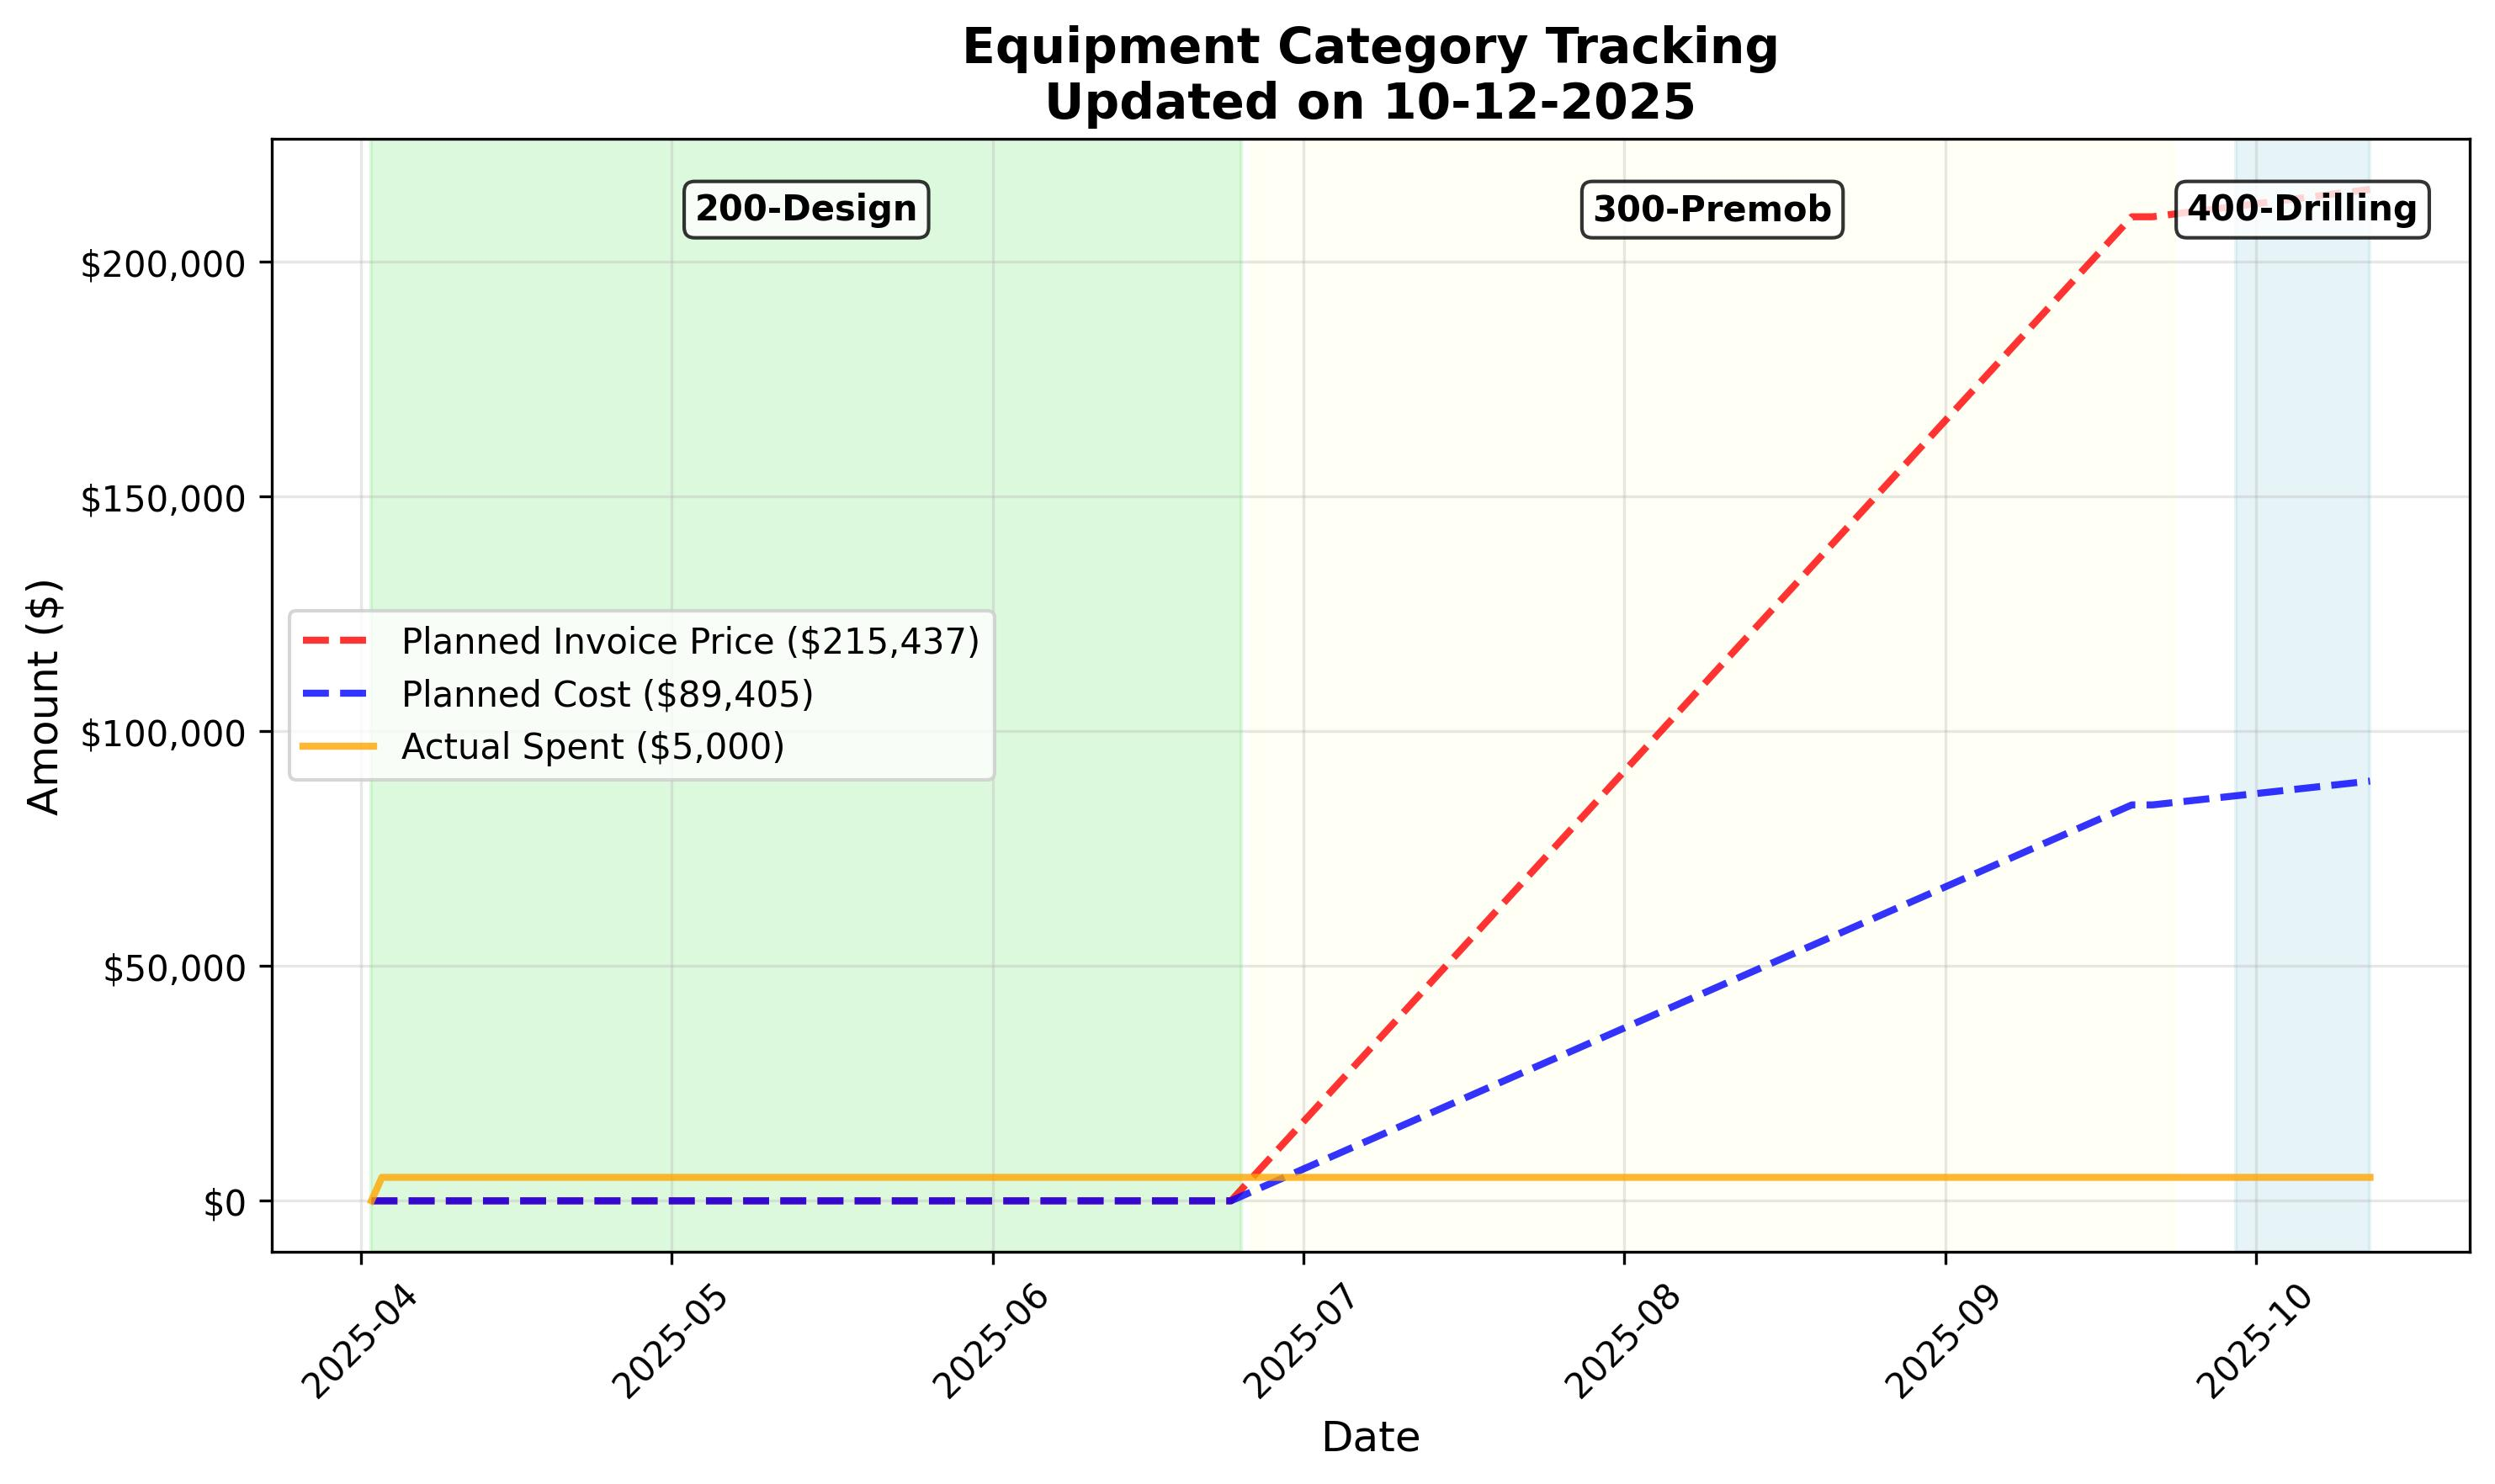 Equipment Category Tracking
Updated on 10-12-2025
200-Design
300-Premob
400-Drilling
$200,000
$150,000
$100,000
$50,000
$0
Amount ($)
Planned Invoice Price ($215,437)
Planned Cost ($89,405)
Actual Spent ($5,000)
2025-04
2025-05
2025-06
2025-07
2025-08
2025-09
2025-10
Date